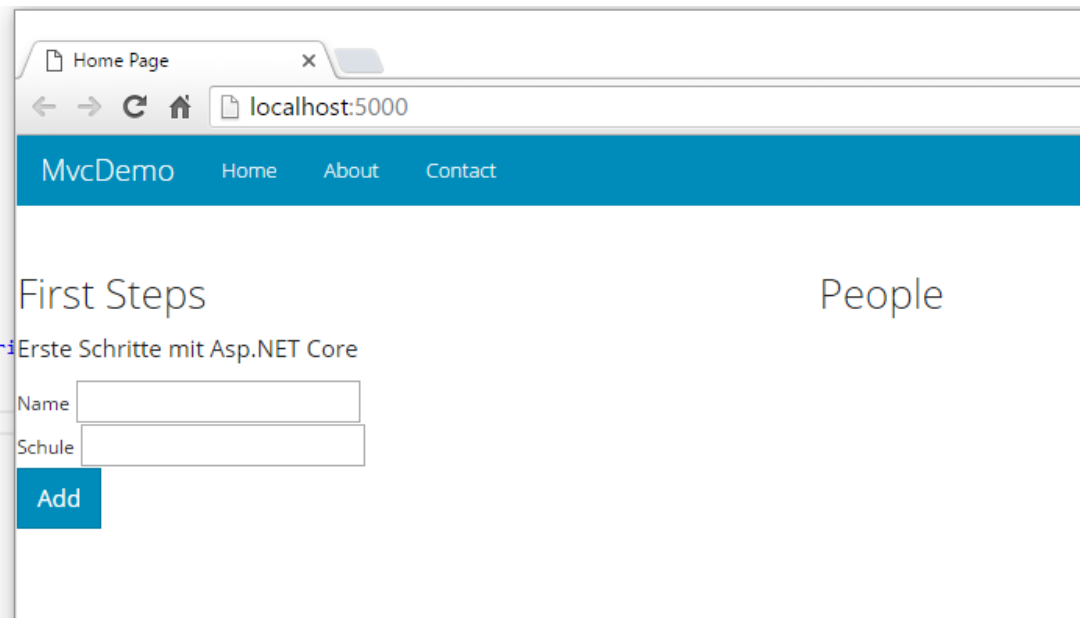 Home Page
localhost:5000
MvcDemo Home About Contact
First Steps
People
ri
Erste Schritte mit Asp.NET Core
Name
Schule
Add